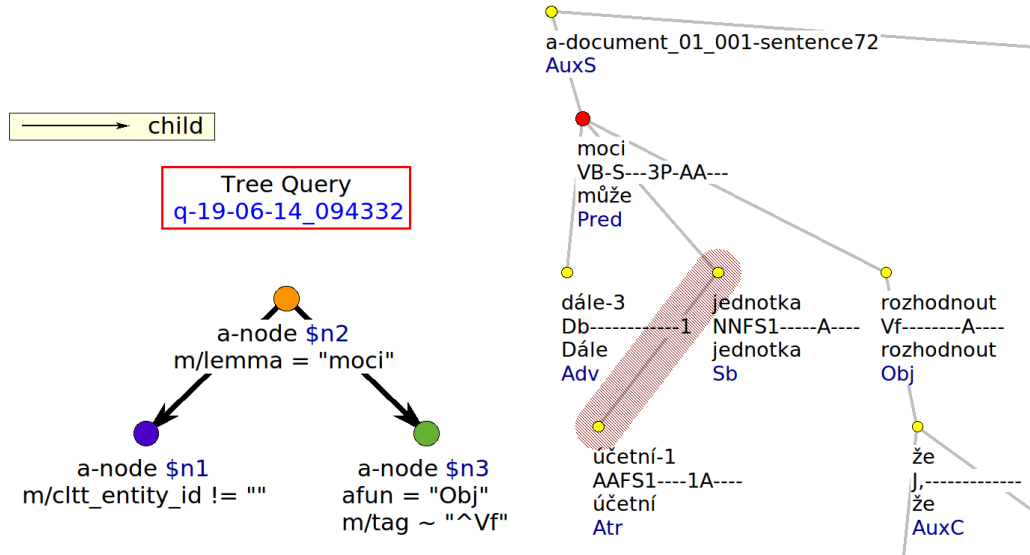 child
Tree Query
q-19-06-14_094332
a-node $n2
m/lemma = "moci"
a-node $n1
m/cltt_entity_id != ""
a-node $n3
afun = "Obj"
m/tag ~ "^Vf"
a-document_01_001-sentence72
AuxS
moci
VB-S---3P-AA---
může
Pred
dále-3
Db------------1
Dále
Adv
jednotka
NNFS1-----A----
jednotka
Sb
rozhodnout
Vf--------A----
rozhodnout
Obj
účetní-1
AAFS1----1A----
účetní
Atr
že
J,-------------
že
AuxC